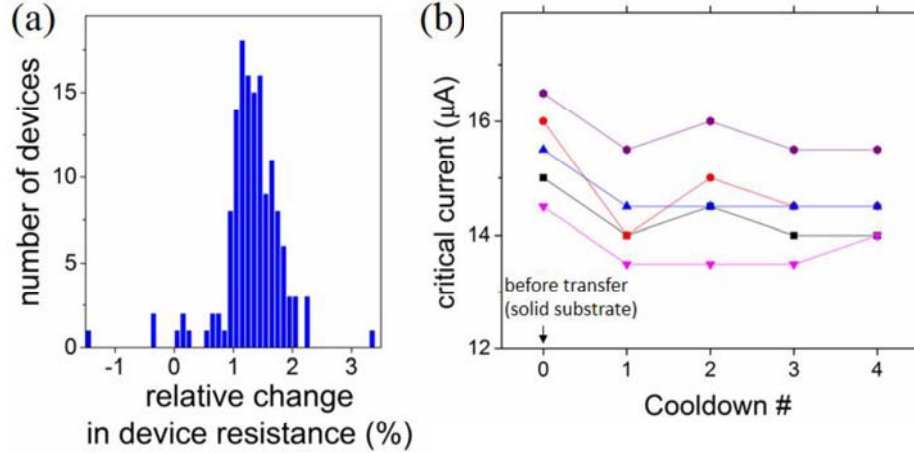 (a)
number of devices
15
10
5
0
-1 0 1 2 3
relative change
in device resistance (%)
(b)
critical current (μA)
16
14
12
before transfer
(solid substrate)
0 1 2 3 4
Cooldown #